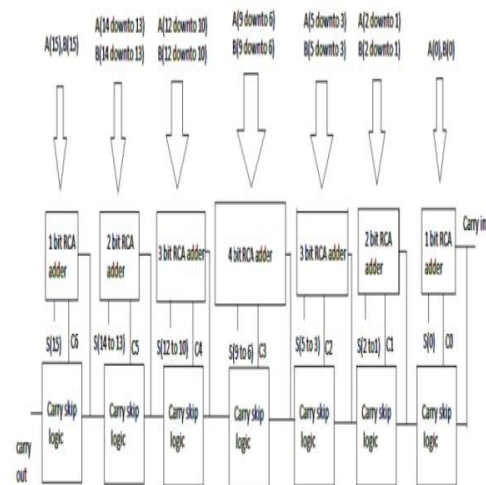 A(15),B(15)
A(14 downto 13)
B(14 downto 13)
A(12 downto 10)
B(12 downto 10)
A(9 downto 6)
B(9 downto 6)
A(5 downto 3)
B(5 downto 3)
A(2 downto 1)
B(2 downto 1)
A(0),B(0)
1 bit RCA
adder
2 bit RCA
adder
3 bit RCA adder
4 bit RCA adder
3 bit RCA adder
2 bit RCA
adder
1 bit RCA
adder
Carry in
S(15)
C6
S(14 to 13)
C5
S(12 to 10)
C4
S(9 to 6)
C3
S(5 to 3)
C2
S(2 to1)
C1
S(0)
C0
Carry skip
logic
Carry skip
logic
Carry skip
logic
Carry skip
logic
Carry skip
logic
Carry skip
logic
Carry skip
logic
carry
out